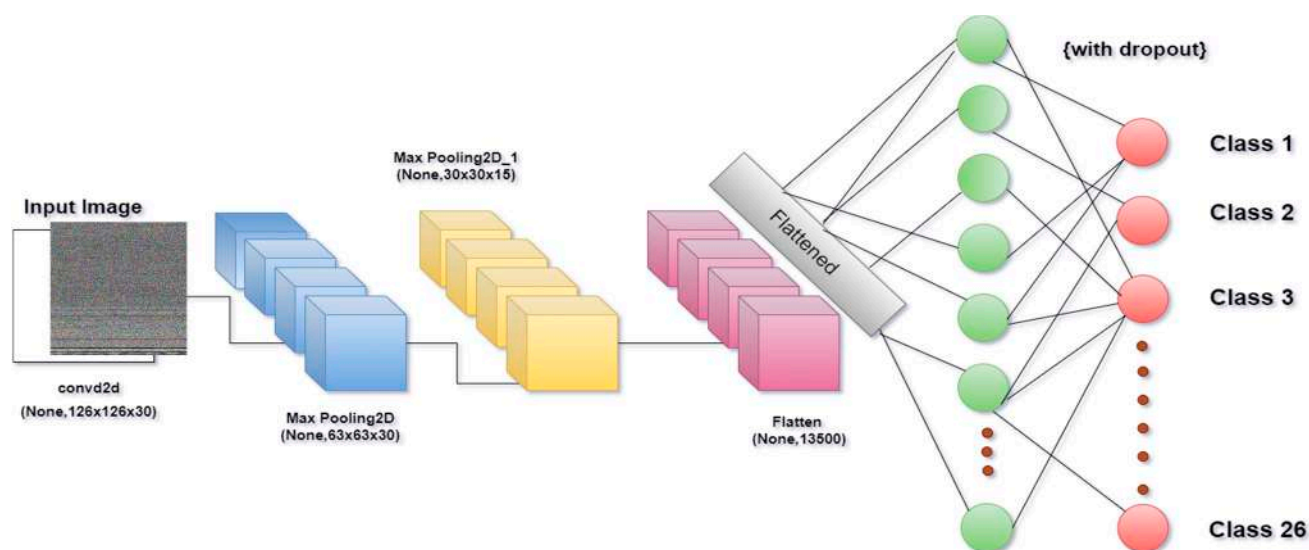 Input Image
convd2d
(None,126x126x30)
Max Pooling2D
(None,63x63x30)
Max Pooling2D_1
(None,30x30x15)
Flatten
(None,13500)
Flattened
{with dropout}
Class 1
Class 2
Class 3
Class 26